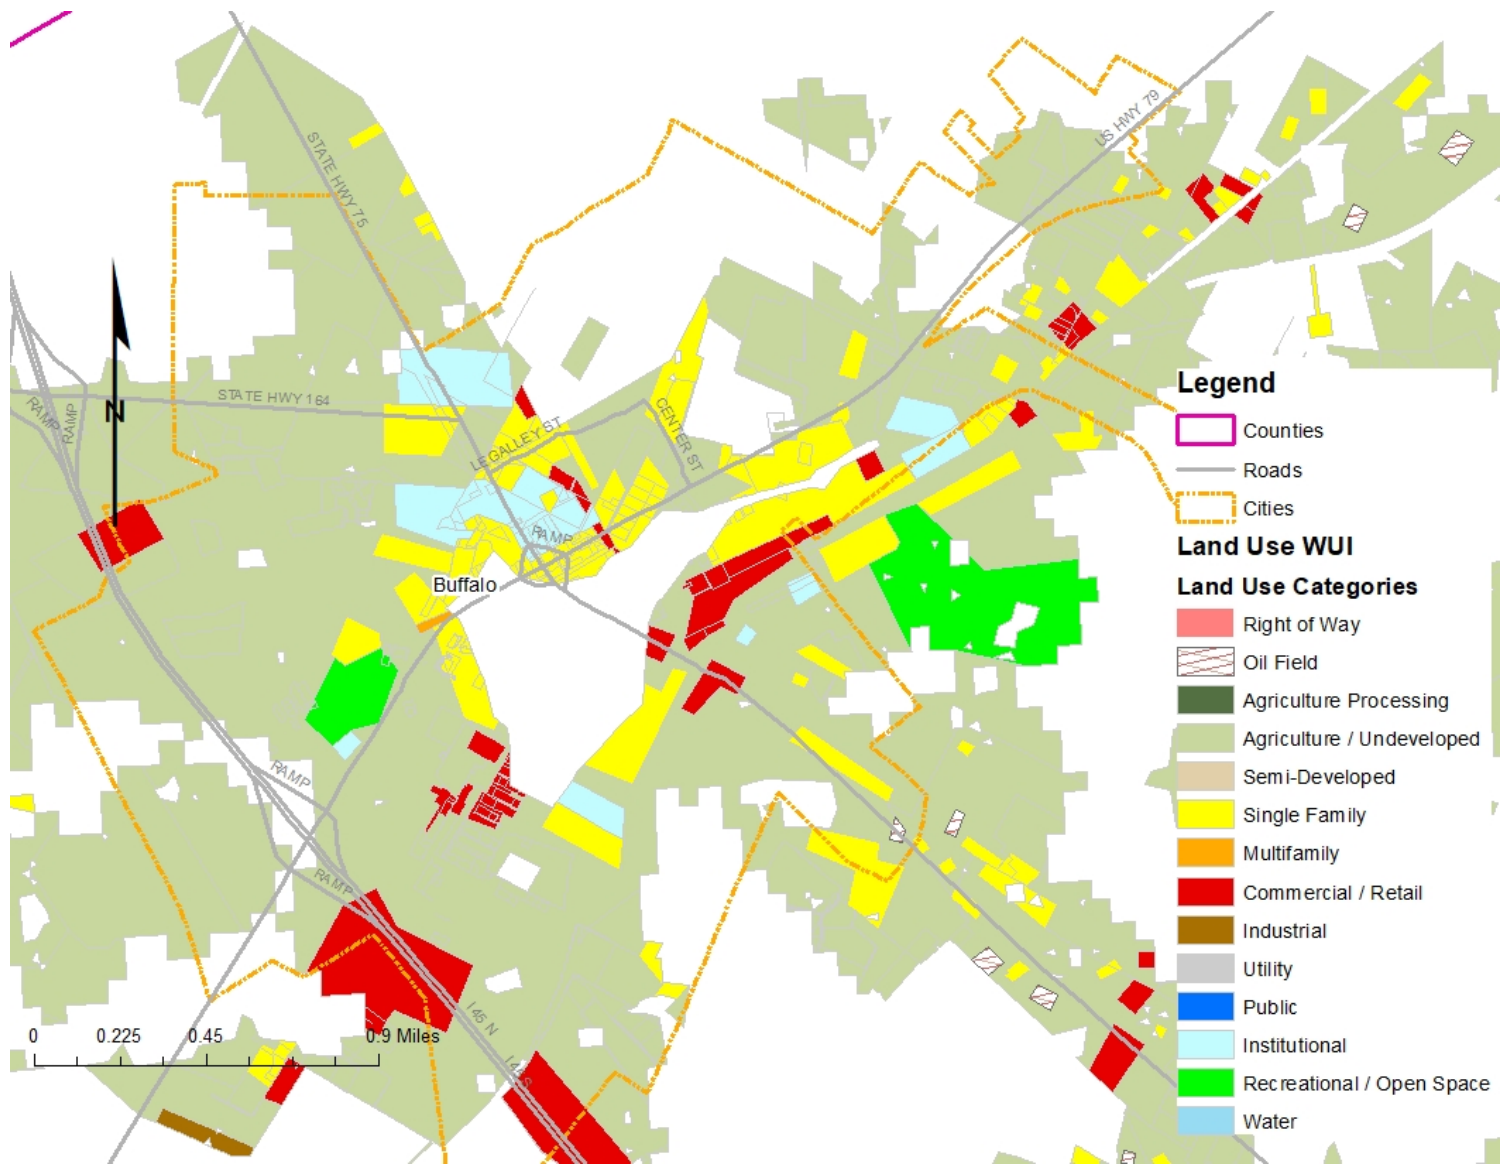 US HWY 79
STATE HWY 75
STATE HWY 164
RAMP
RAMP
N
LEGALLEY ST
CENTER ST
RAMP
Buffalo
RAMP
RAMP
I 45 N
I 45 S
0 0.225 0.45 0.9 Miles
Legend
Counties
Roads
Cities
Land Use WUI
Land Use Categories
Right of Way
Oil Field
Agriculture Processing
Agriculture / Undeveloped
Semi-Developed
Single Family
Multifamily
Commercial / Retail
Industrial
Utility
Public
Institutional
Recreational / Open Space
Water